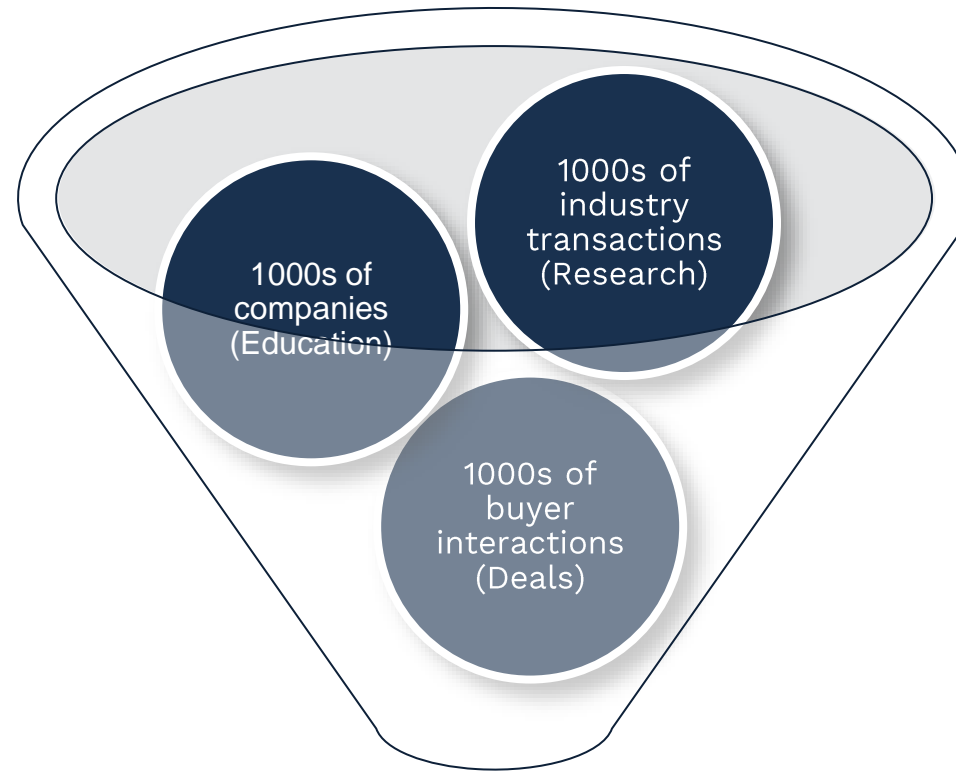 1000s of
industry
transactions
(Research)
1000s of
companies
(Education)
1000s of
buyer
interactions
(Deals)